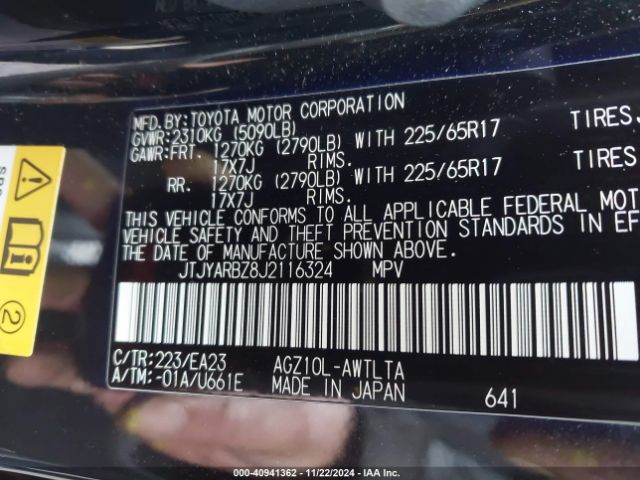 MFD.BY:TOYOTA MOTOR CORPORATION
GVWR:2310KG (5090LB)
GAWR:FRT. 1270KG (2790LB) WITH 225/65R17 TIRES,
17X7J RIMS.
RR. 1270KG (2790LB) WITH 225/65R17 TIRES
17X7J RIMS.
THIS VEHICLE CONFORMS TO ALL APPLICABLE FEDERAL MOT
VEHICLE SAFETY AND THEFT PREVENTION STANDARDS IN EF
THE DATE OF MANUFACTURE SHOWN ABOVE.
JTJYARBZ8J2116324 MPV
C/TR:223/EA23 AGZ10L-AWTLTA
A/TM:-01A/U661E MADE IN JAPAN 641
2
000-40941362 - 11/22/2024 - IAA Inc.